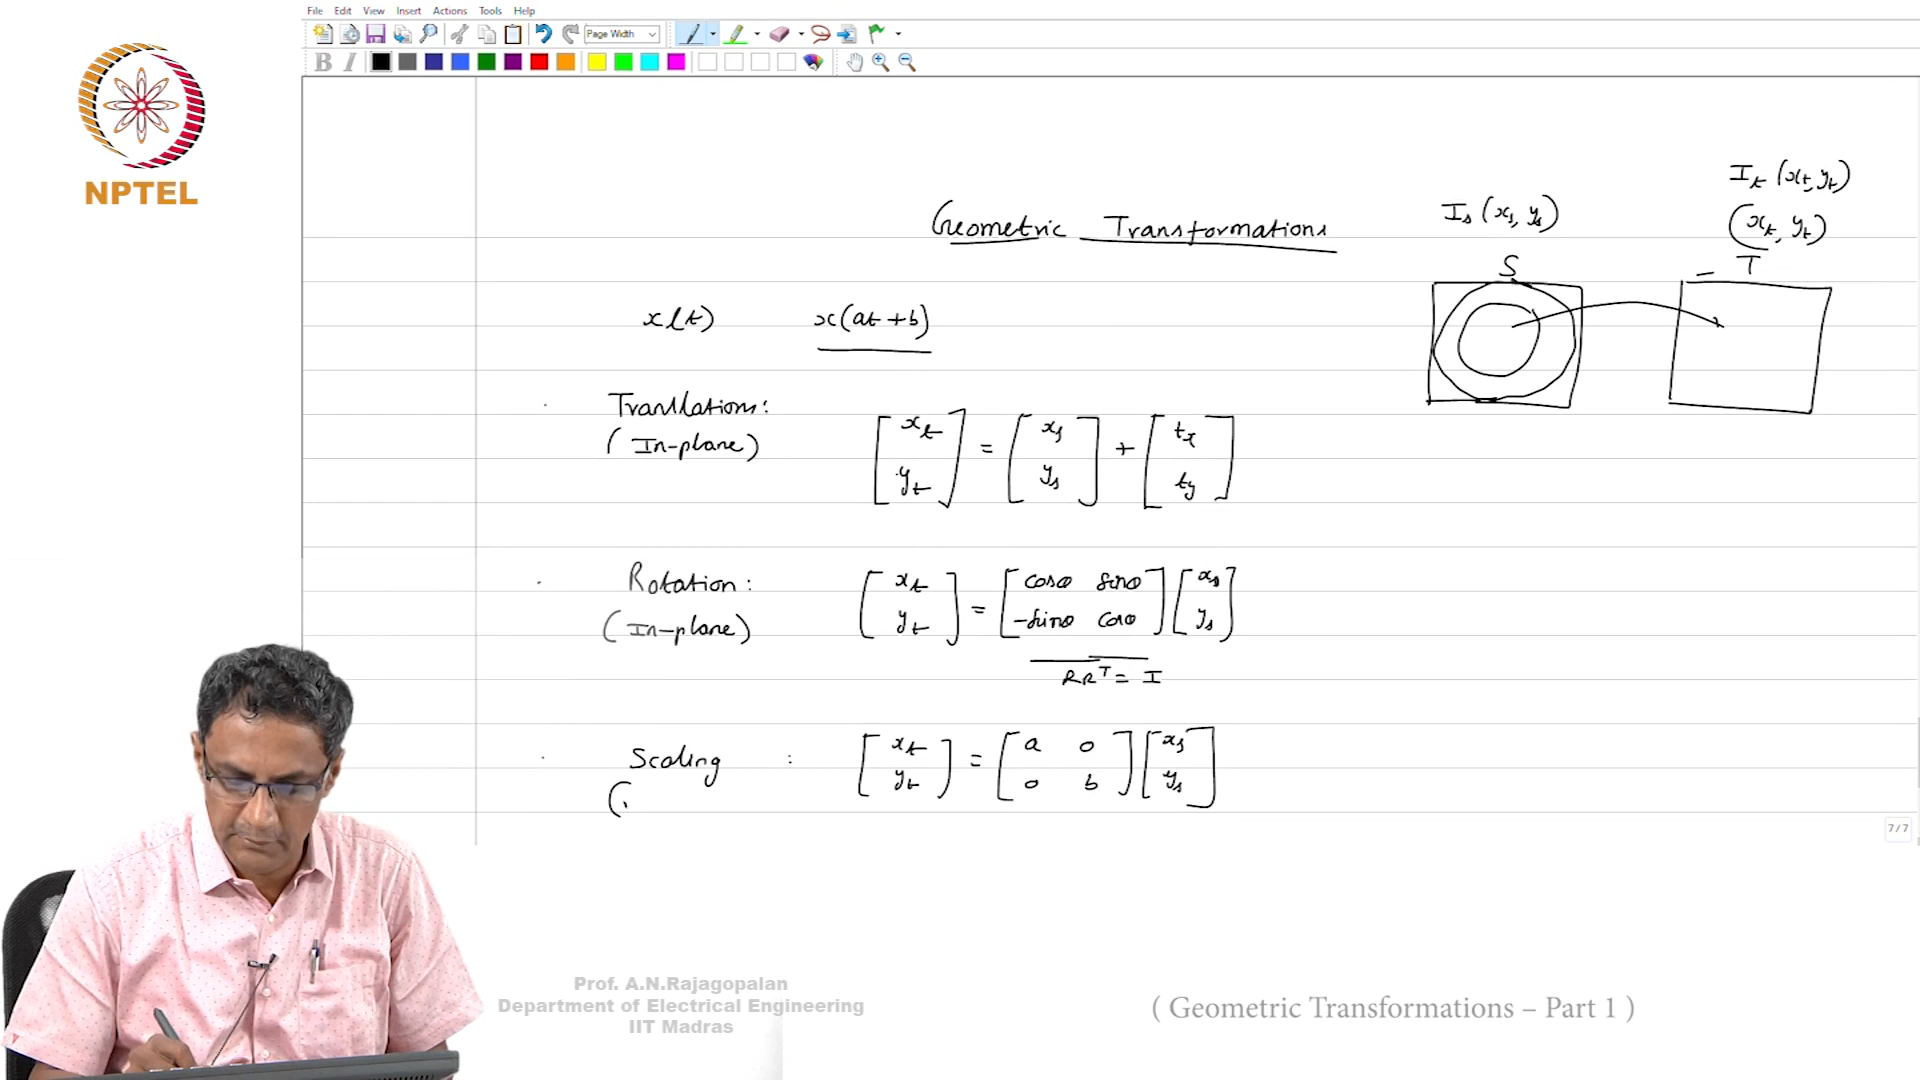 File Edit View Insert Actions Tools Help
Page Width
B I
NPTEL
Geometric Transformations
I_s (x_s, y_s)
I_t (x_t, y_t)
(x_t, y_t)
S
T
x(t) x(at + b)
Translations:
(In-plane)
[x_t y_t] = [x_s y_s] + [t_x t_y]
Rotation:
(In-plane)
[x_t y_t] = [cosθ sinθ -sinθ cosθ] [x_s y_s]
RR^T = I
Scaling :
(
[x_t y_t] = [a 0 0 b] [x_s y_s]
7/7
Prof. A.N.Rajagopalan
Department of Electrical Engineering
IIT Madras
( Geometric Transformations – Part 1 )